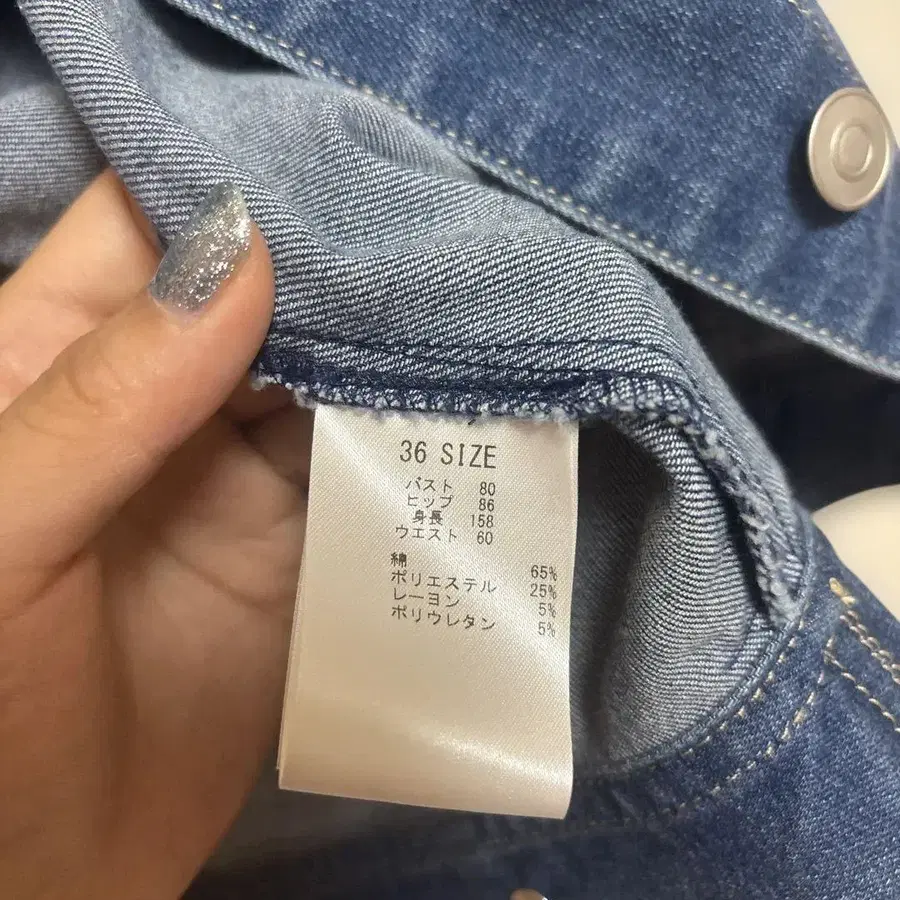 36 SIZE
バスト 80
ヒップ 86
身長 158
ウエスト 60
綿 65%
ポリエステル 25%
レーヨン 5%
ポリウレタン 5%